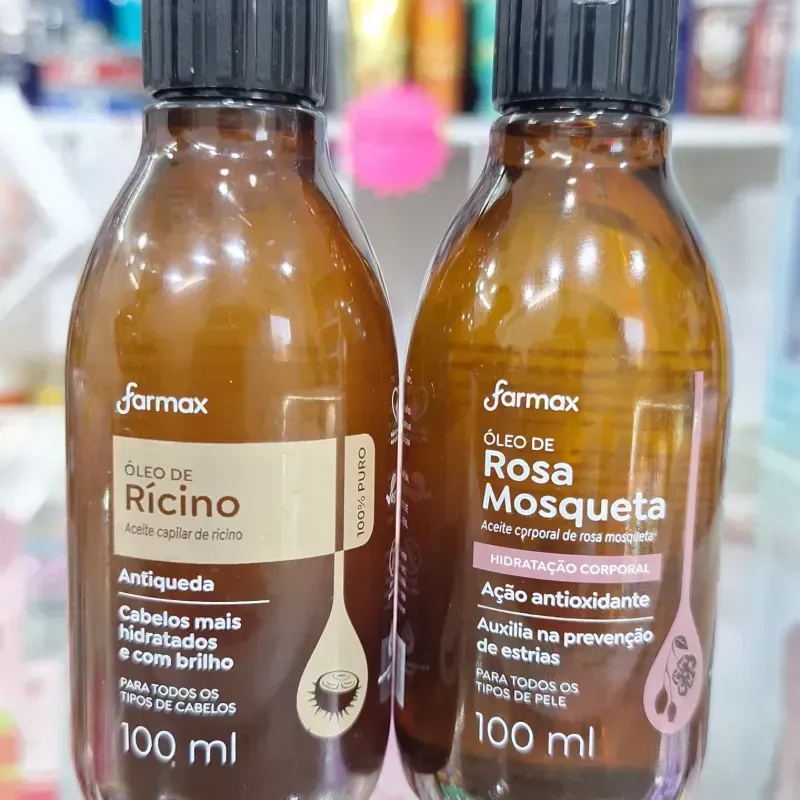 farmax
ÓLEO DE
Rícino
Aceite capilar de ricino
100% PURO
Antiqueda
Cabelos mais
hidratados
e com brilho
PARA TODOS OS
TIPOS DE CABELOS
100 ml
farmax
ÓLEO DE
Rosa
Mosqueta
Aceite corporal de rosa mosqueta
HIDRATAÇÃO CORPORAL
Ação antioxidante
Auxilia na prevenção
de estrias
PARA TODOS OS
TIPOS DE PELE
100 ml